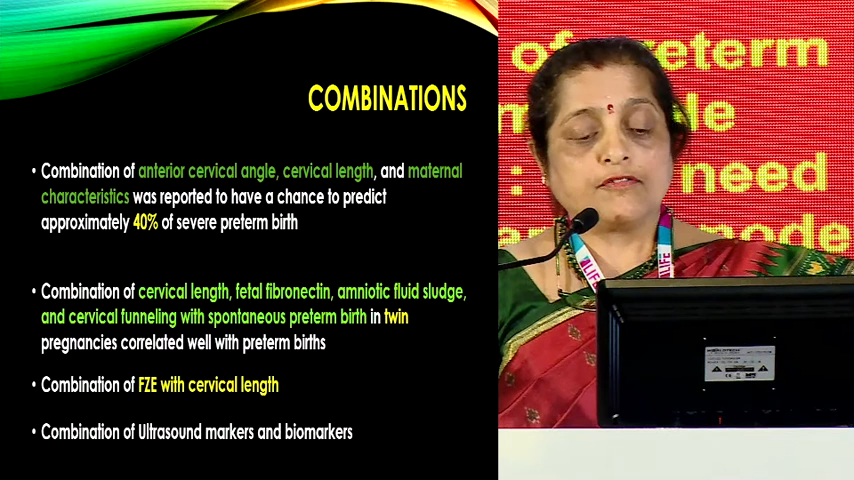 COMBINATIONS
• Combination of anterior cervical angle, cervical length, and maternal
characteristics was reported to have a chance to predict
approximately 40% of severe preterm birth
• Combination of cervical length, fetal fibronectin, amniotic fluid sludge,
and cervical funneling with spontaneous preterm birth in twin
pregnancies correlated well with preterm births
• Combination of FZE with cervical length
• Combination of Ultrasound markers and biomarkers
of preterm
: need
LIFE
LIFE